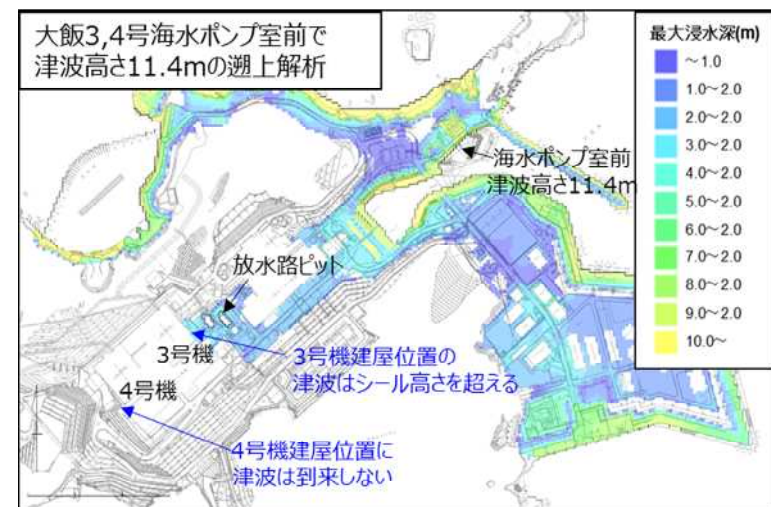 大飯3,4号海水ポンプ室前で
津波高さ11.4mの遡上解析
最大浸水深(m)
～1.0
1.0～2.0
2.0～2.0
3.0～2.0
4.0～2.0
5.0～2.0
6.0～2.0
7.0～2.0
8.0～2.0
9.0～2.0
10.0～
海水ポンプ室前
津波高さ11.4m
放水路ピット
3号機
3号機建屋位置の
津波はシール高さを超える
4号機
4号機建屋位置に
津波は到来しない